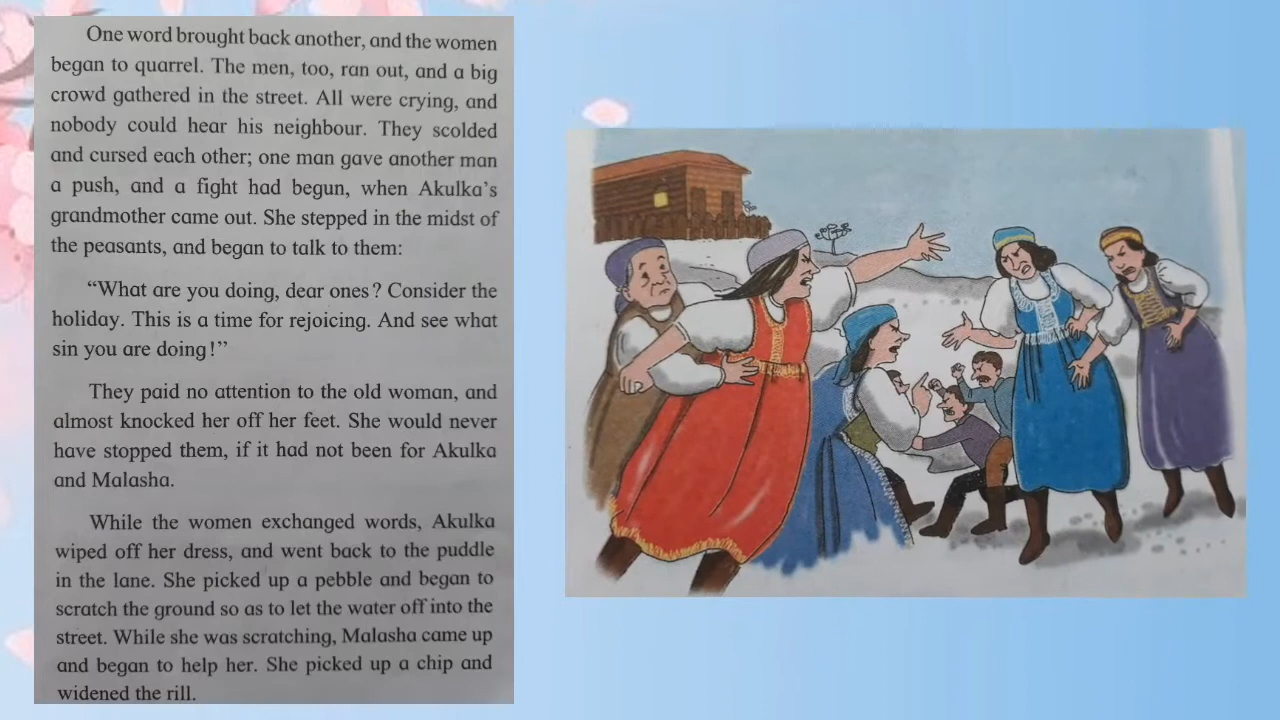 One word brought back another, and the women
began to quarrel. The men, too, ran out, and a big
crowd gathered in the street. All were crying, and
nobody could hear his neighbour. They scolded
and cursed each other; one man gave another man
a push, and a fight had begun, when Akulka's
grandmother came out. She stepped in the midst of
the peasants, and began to talk to them:
“What are you doing, dear ones? Consider the
holiday. This is a time for rejoicing. And see what
sin you are doing!”
They paid no attention to the old woman, and
almost knocked her off her feet. She would never
have stopped them, if it had not been for Akulka
and Malasha.
While the women exchanged words, Akulka
wiped off her dress, and went back to the puddle
in the lane. She picked up a pebble and began to
scratch the ground so as to let the water off into the
street. While she was scratching, Malasha came up
and began to help her. She picked up a chip and
widened the rill.